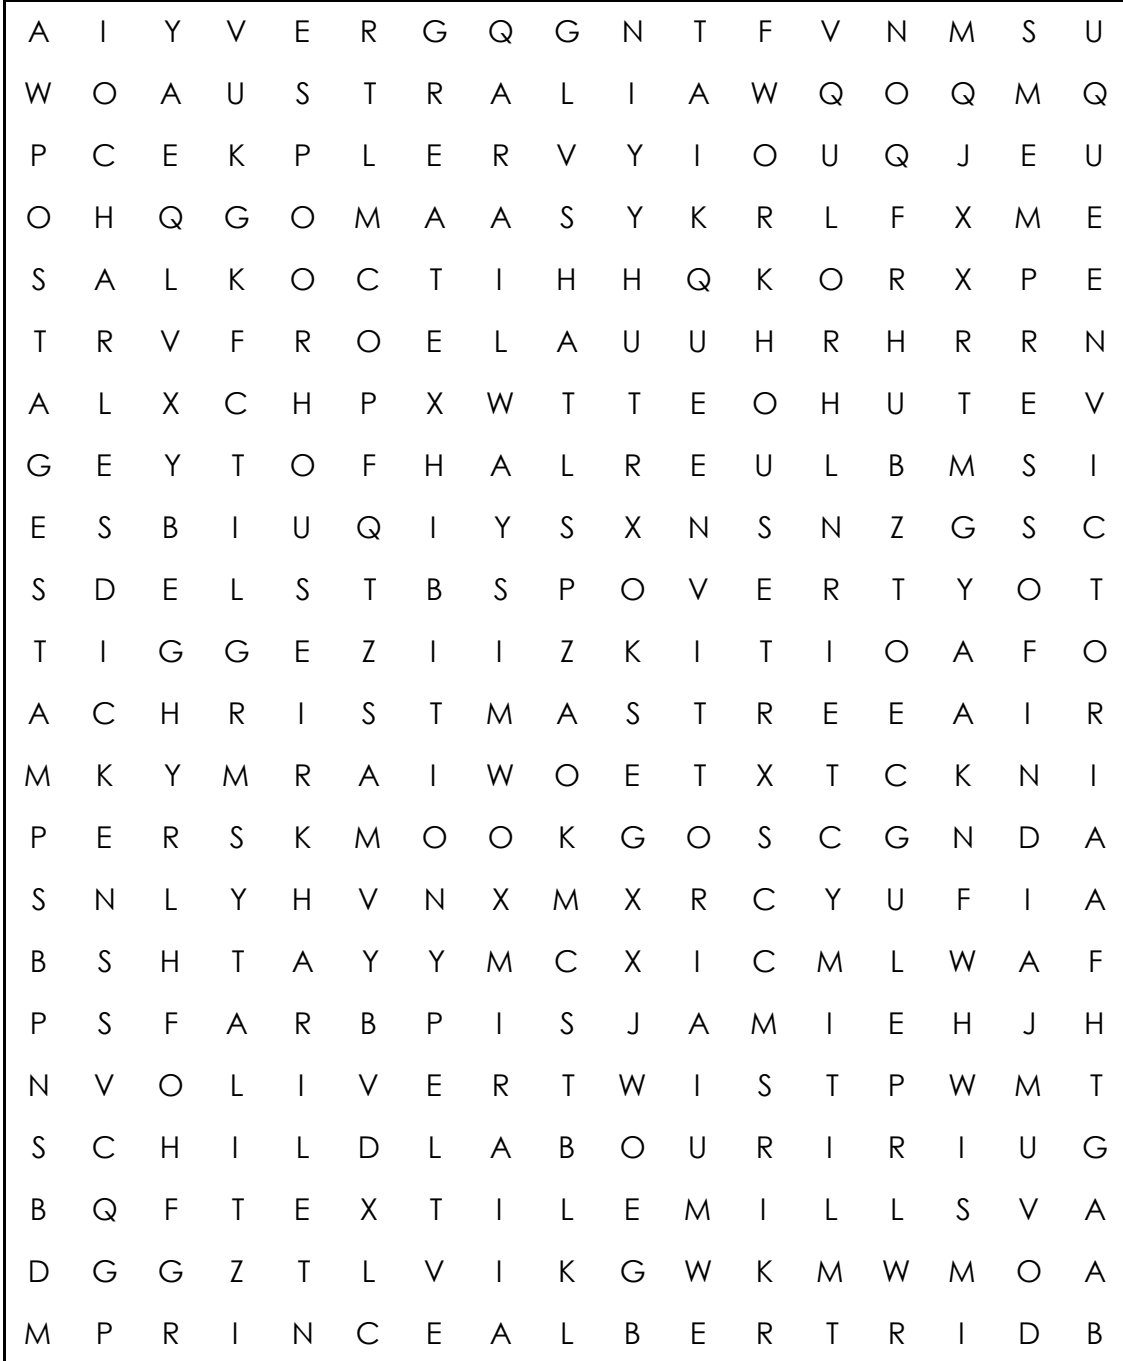 A I Y V E R G Q G N T F V N M S U
W O A U S T R A L I A W Q O Q M Q
P C E K P L E R V Y I O U Q J E U
O H Q G O M A A S Y K R L F X M E
S A L K O C T I H H Q K O R X P E
T R V F R O E L A U U H R H R R N
A L X C H P X W T T E O H U T E V
G E Y T O F H A L R E U L B M S I
E S B I U Q I Y S X N S N Z G S C
S D E L S T B S P O V E R T Y O T
T I G G E Z I I Z K I T I O A F O
A C H R I S T M A S T R E E A I R
M K Y M R A I W O E T X T C K N I
P E R S K M O O K G O S C G N D A
S N L Y H V N X M X R C Y U F I A
B S H T A Y Y M C X I C M L W A F
P S F A R B P I S J A M I E H J H
N V O L I V E R T W I S T P W M T
S C H I L D L A B O U R I R I U G
B Q F T E X T I L E M I L L S V A
D G G Z T L V I K G W K M W M O A
M P R I N C E A L B E R T R I D B